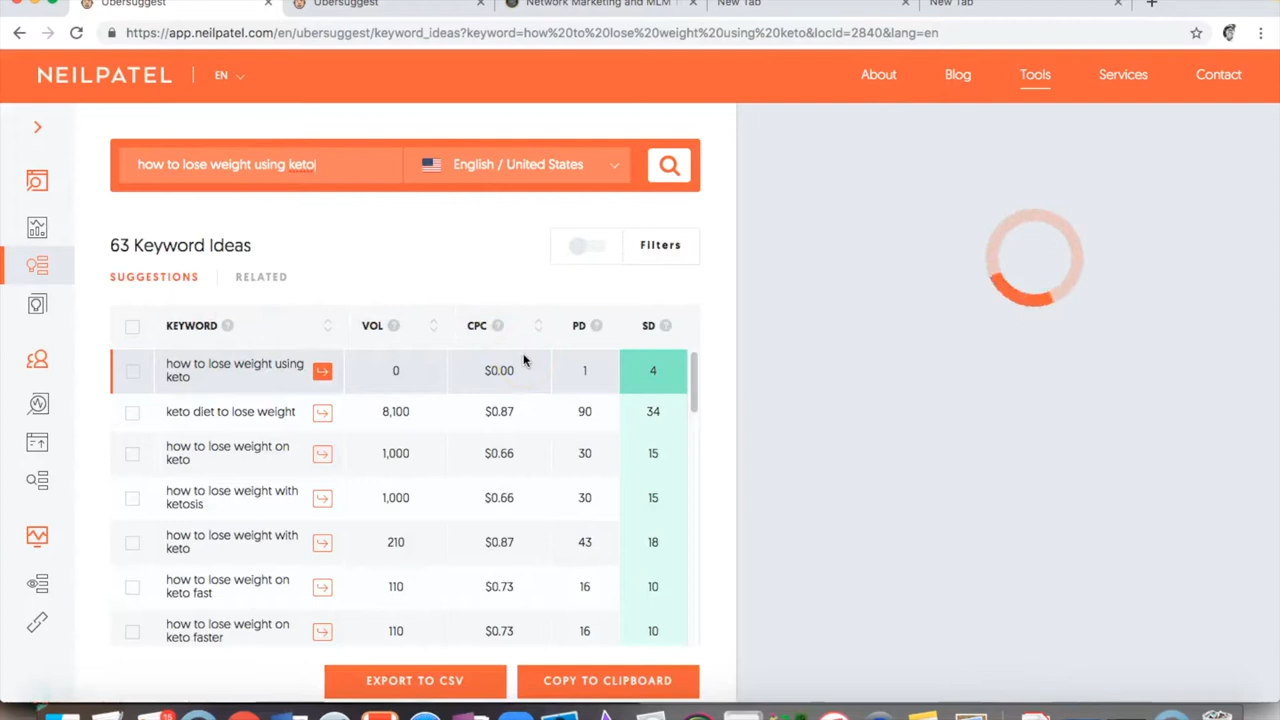 Ubersuggest
Ubersuggest
Network Marketing and MLM
New Tab
New Tab
https://app.neilpatel.com/en/ubersuggest/keyword_ideas?keyword=how%20to%20lose%20weight%20using%20keto&locId=2840&lang=en
NEILPATEL
EN
About
Blog
Tools
Services
Contact
how to lose weight using keto
English / United States
63 Keyword Ideas
Filters
SUGGESTIONS
RELATED
KEYWORD ? VOL ? CPC ? PD ? SD ?
how to lose weight using
keto
0 $0.00 1 4
keto diet to lose weight 8,100 $0.87 90 34
how to lose weight on
keto
1,000 $0.66 30 15
how to lose weight with
ketosis
1,000 $0.66 30 15
how to lose weight with
keto
210 $0.87 43 18
how to lose weight on
keto fast
110 $0.73 16 10
how to lose weight on
keto faster
110 $0.73 16 10
EXPORT TO CSV
COPY TO CLIPBOARD
15